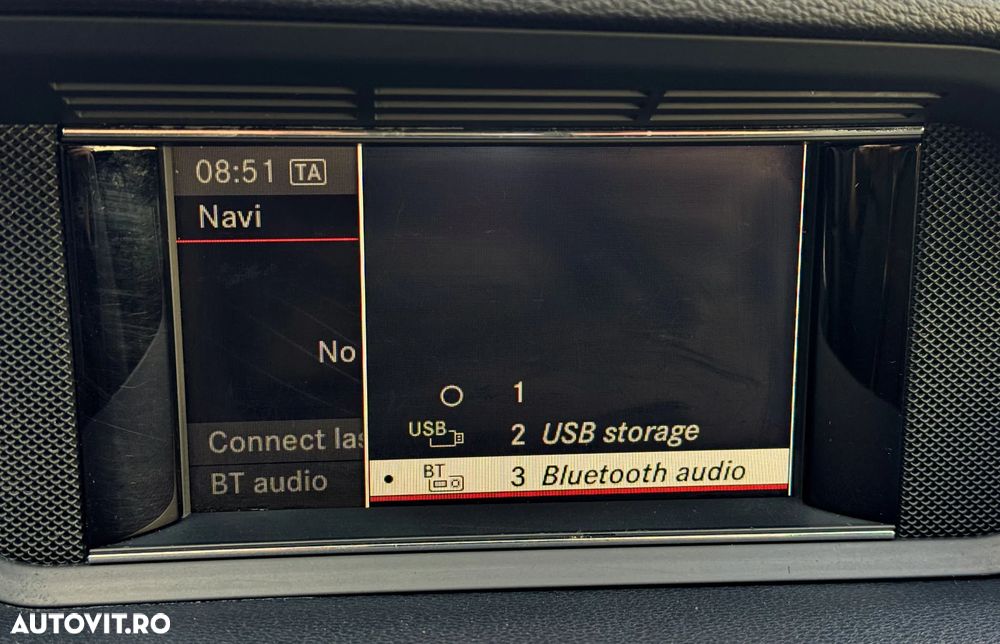 08:51 TA
Navi
No
1
USB 2 USB storage
Connect las
BT 3 Bluetooth audio
BT audio
AUTOVIT.RO